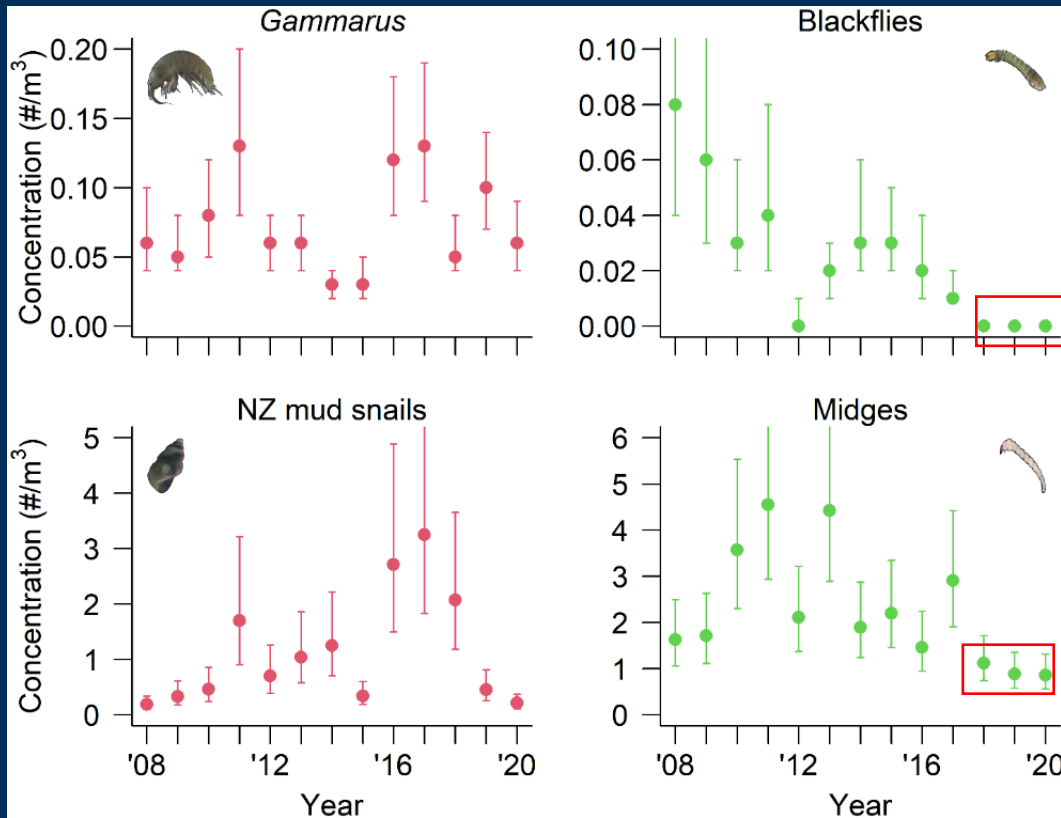 Gammarus
Blackflies
Concentration (#/m³)
0.20
0.15
0.10
0.05
0.00
0.10
0.08
0.06
0.04
0.02
0.00
NZ mud snails
Midges
Concentration (#/m³)
5
4
3
2
1
0
6
5
4
3
2
1
0
'08 '12 '16 '20
'08 '12 '16 '20
Year
Year